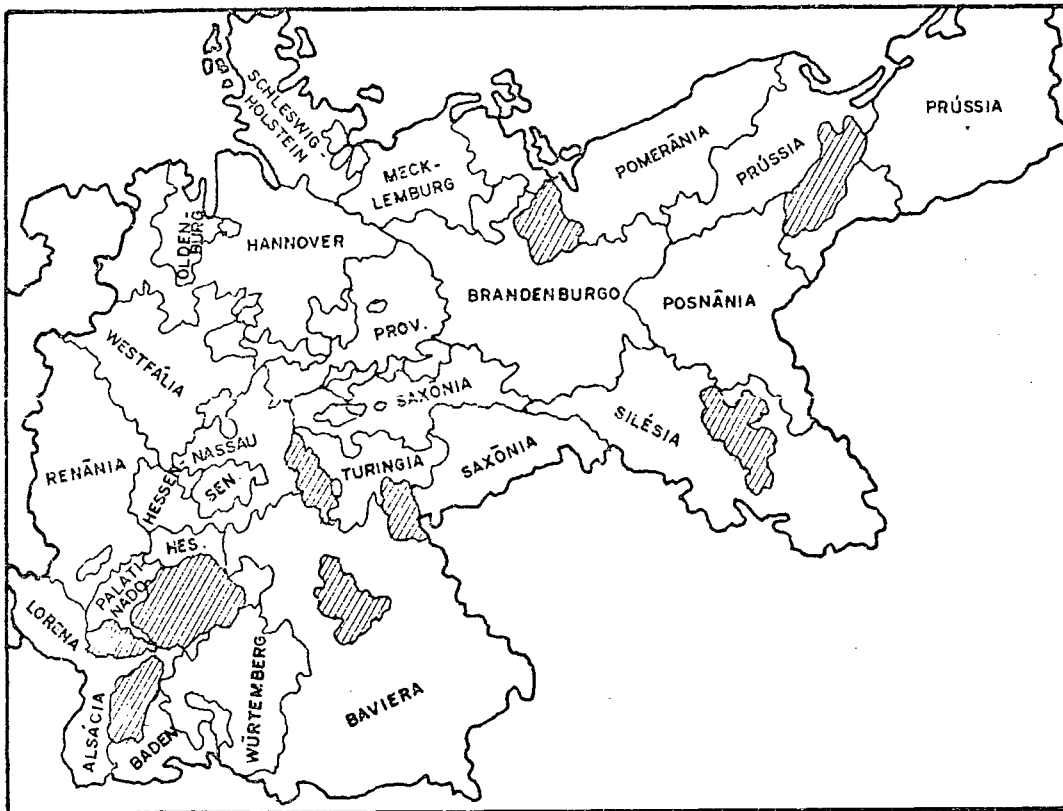 SCHLESWIG-
HOLSTEIN
MECK-
LEMBURG
POMERÂNIA
PRÚSSIA
PRÚSSIA
OLDEN-
BURG
HANNOVER
BRANDENBURGO
POSNÂNIA
PROV.
SAXÔNIA
WESTFÁLIA
RENÂNIA
HESSEN-
NASSAU
SEN.
TURINGIA
SAXÔNIA
SILÉSIA
HES.
PALATI-
NADO
LORENA
ALSÁCIA
BADEN
WÜRTEMBERG
BAVIERA